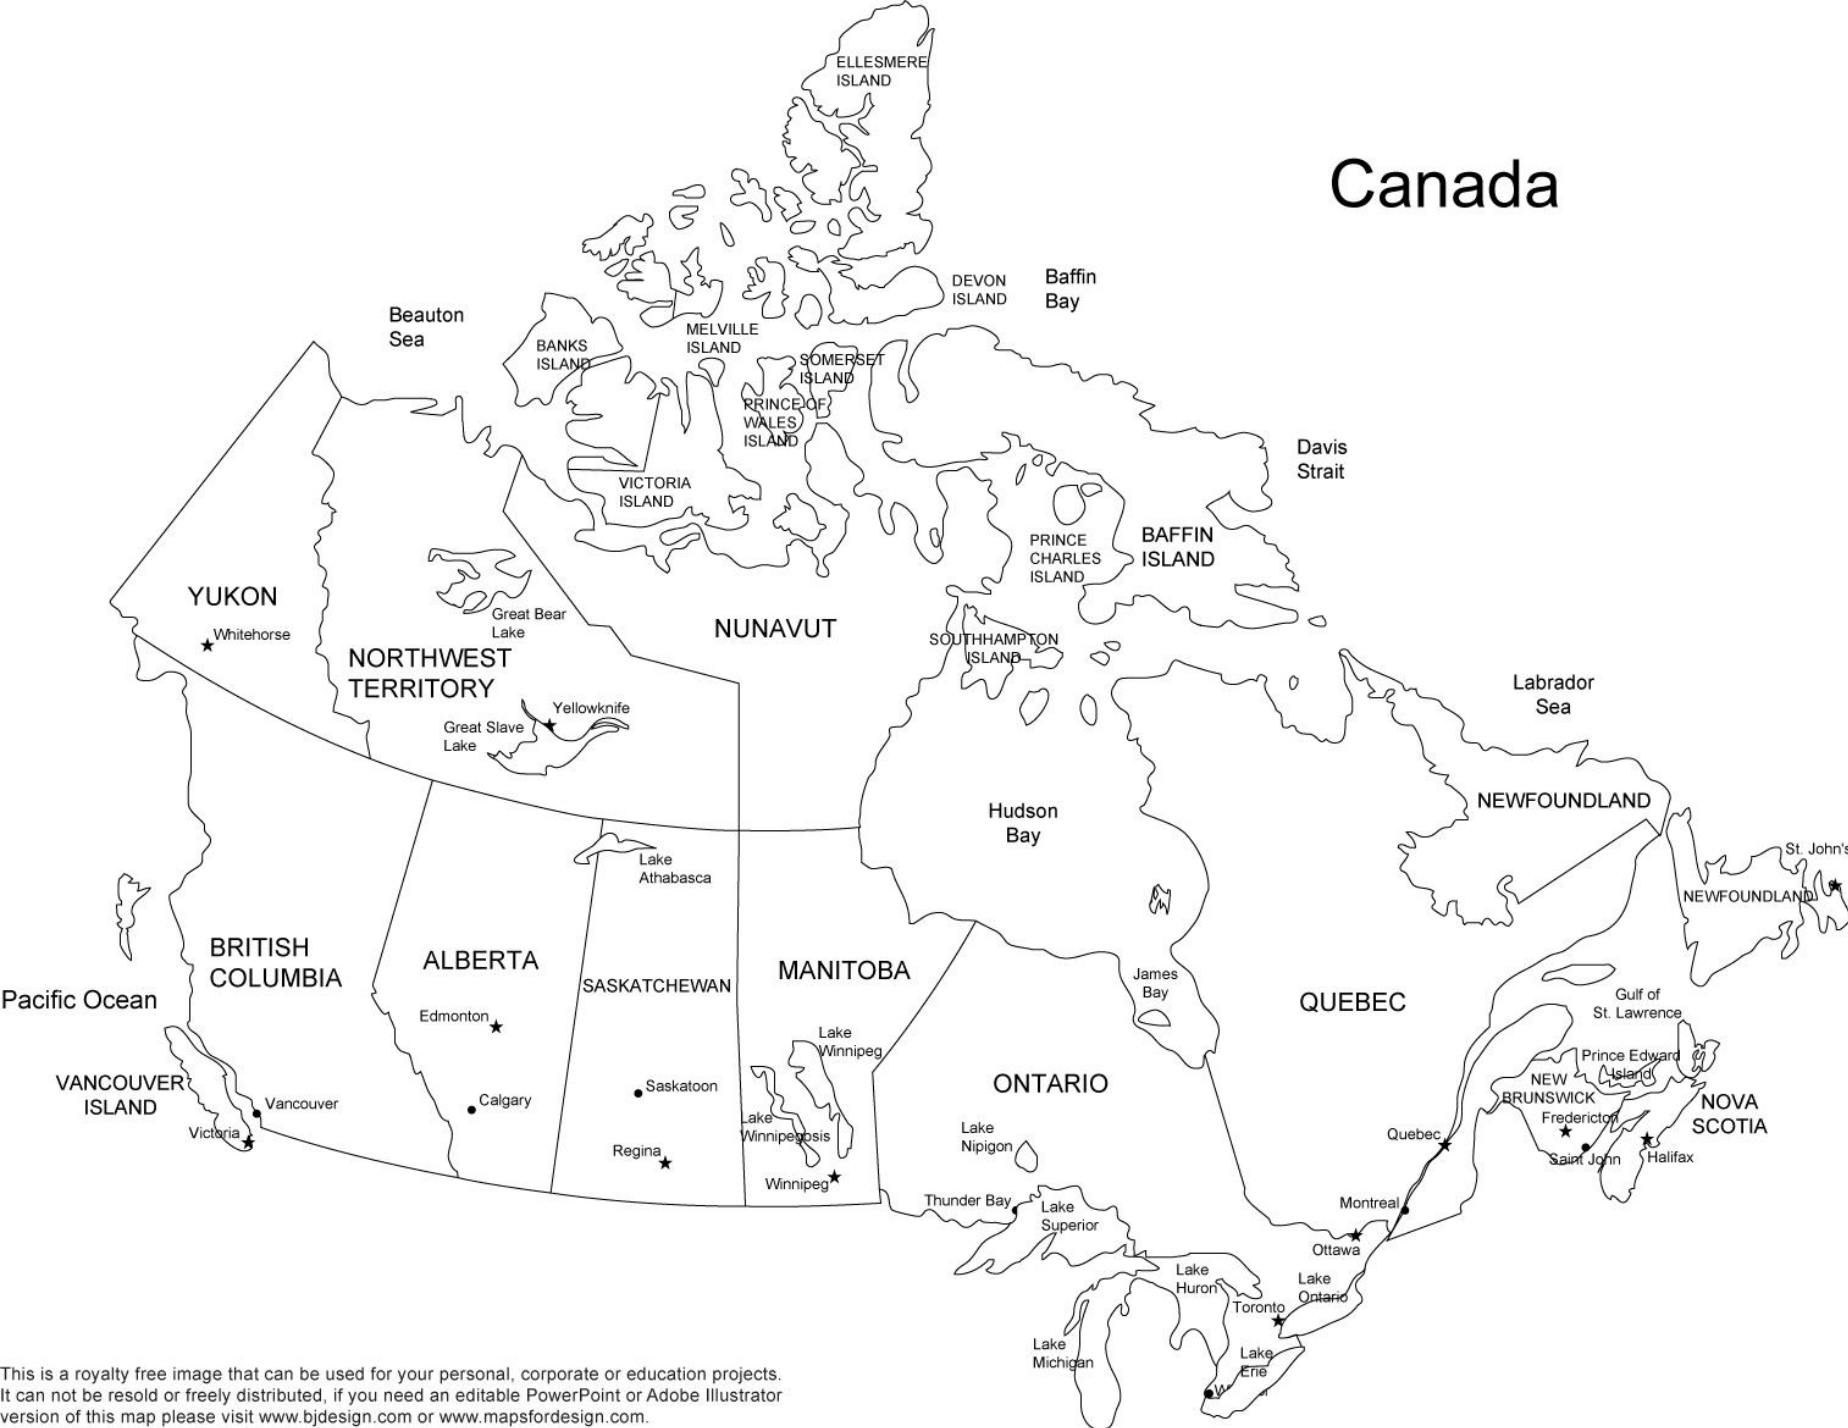 ELLESMERE
ISLAND
Canada
DEVON
ISLAND
Baffin
Bay
Beauton
Sea
MELVILLE
ISLAND
BANKS
ISLAND
SOMERSET
ISLAND
PRINCE OF
WALES
ISLAND
Davis
Strait
VICTORIA
ISLAND
PRINCE
CHARLES
ISLAND
BAFFIN
ISLAND
YUKON
Whitehorse
Great Bear
Lake
NUNAVUT
SOUTHHAMPTON
ISLAND
NORTHWEST
TERRITORY
Labrador
Sea
Yellowknife
Great Slave
Lake
Hudson
Bay
NEWFOUNDLAND
St. John's
Lake
Athabasca
NEWFOUNDLAND
BRITISH
COLUMBIA
ALBERTA
SASKATCHEWAN
MANITOBA
James
Bay
Pacific Ocean
QUEBEC
Gulf of
St. Lawrence
Edmonton
Lake
Winnipeg
Prince Edward
Island
VANCOUVER
ISLAND
Vancouver
Calgary
Saskatoon
ONTARIO
NEW
BRUNSWICK
NOVA
SCOTIA
Fredericton
Victoria
Lake
Winnipegosis
Lake
Nipigon
Quebec
Saint John
Halifax
Regina
Winnipeg
Thunder Bay
Lake
Superior
Montreal
Ottawa
Lake
Huron
Lake
Ontario
Toronto
Lake
Michigan
Lake
Erie
This is a royalty free image that can be used for your personal, corporate or education projects.
It can not be resold or freely distributed, if you need an editable PowerPoint or Adobe Illustrator
version of this map please visit www.bjdesign.com or www.mapsfordesign.com.